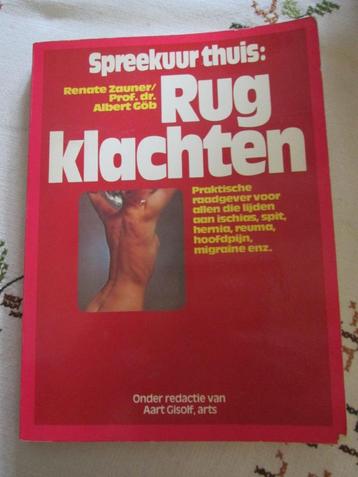 Spreekuur thuis:
Renate Zauner/
Prof. dr.
Albert Göb
Rug
klachten
Praktische
raadgever voor
allen die lijden
aan ischias, spit,
hernia, reuma,
hoofdpijn,
migraine enz.
Onder redactie van
Aart Gisolf, arts